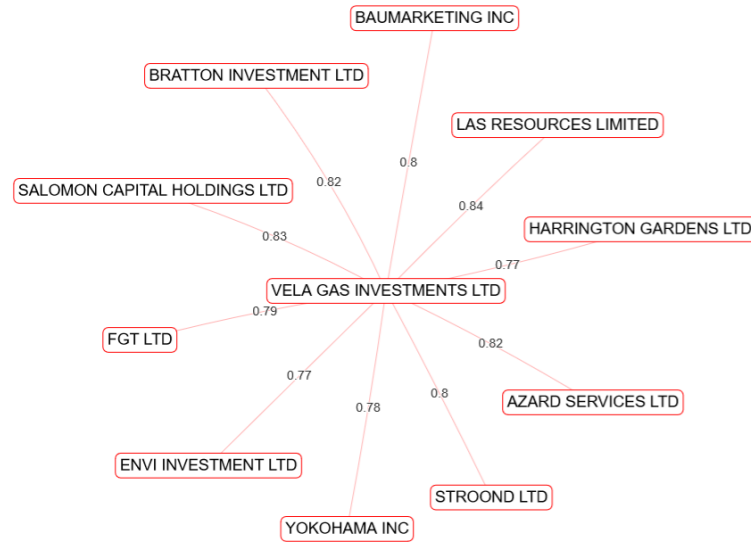 BAUMARKETING INC
BRATTON INVESTMENT LTD
LAS RESOURCES LIMITED
0.8
0.82
SALOMON CAPITAL HOLDINGS LTD
0.84
HARRINGTON GARDENS LTD
0.83
0.77
VELA GAS INVESTMENTS LTD
0.79
FGT LTD
0.82
0.77
0.8
AZARD SERVICES LTD
0.78
ENVI INVESTMENT LTD
STROOND LTD
YOKOHAMA INC